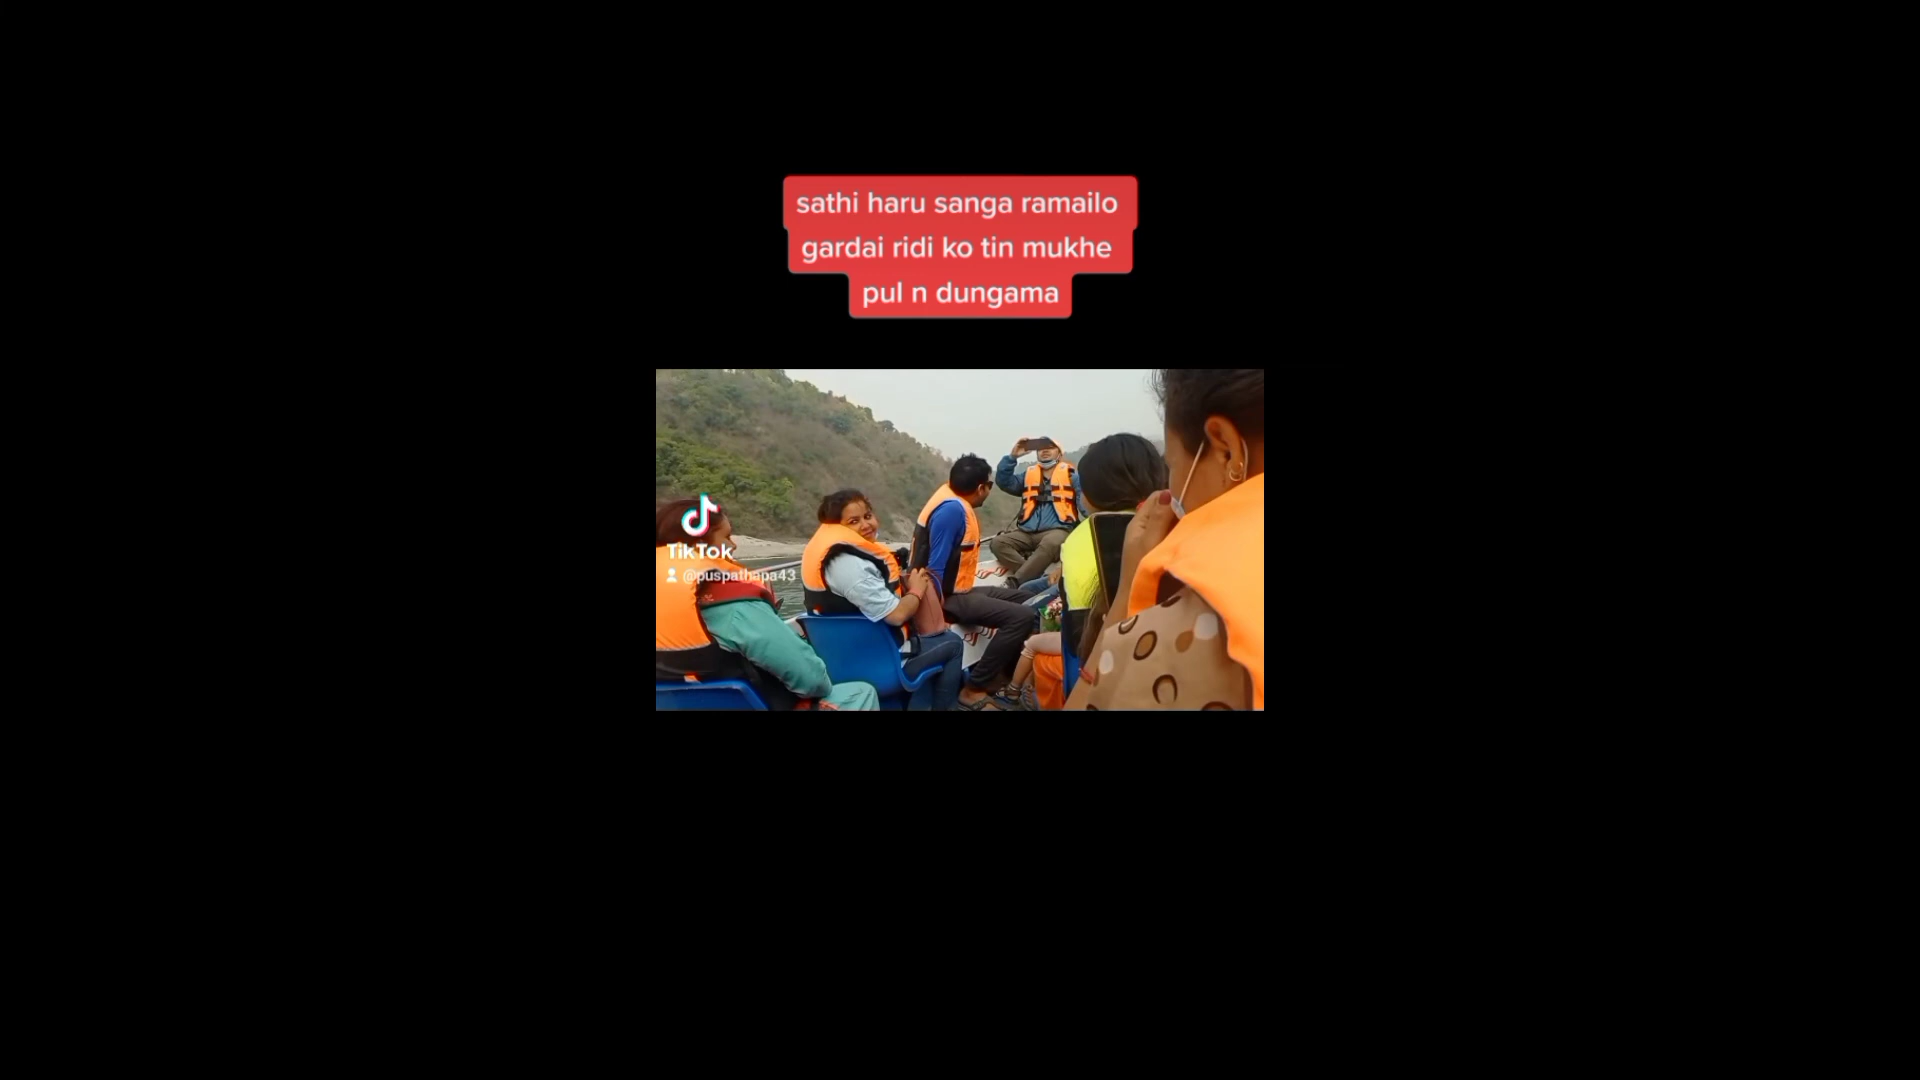 sathi haru sanga ramailo
gardai ridi ko tin mukhe
pul n dungama
TikTok
@puspathapa43